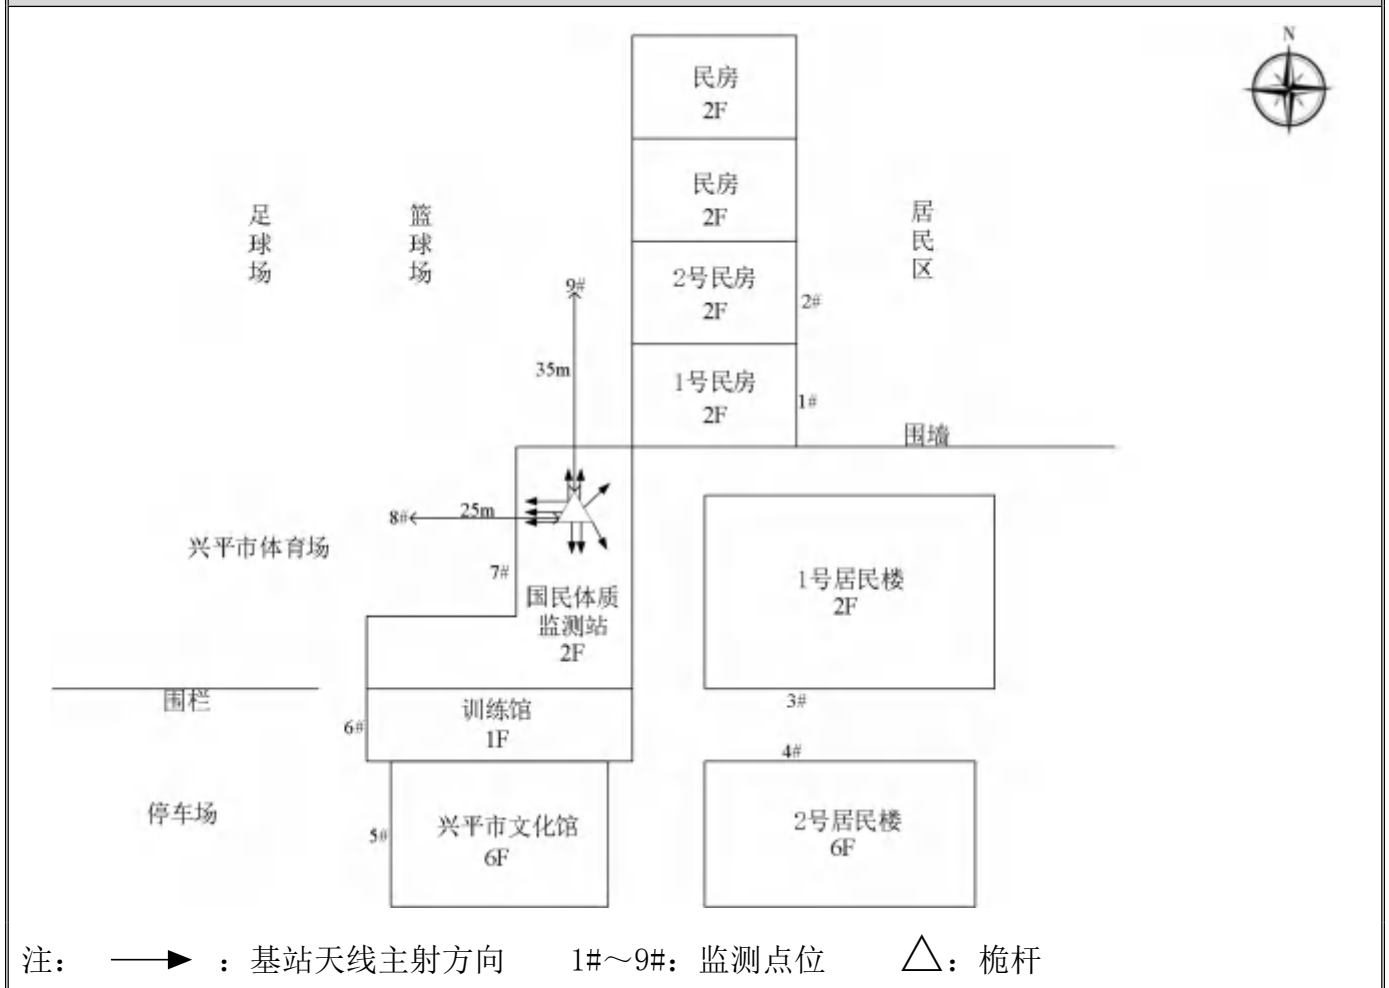 N
民房
2F
民房
2F
足球场
篮球场
居民区
2号民房
2F
9#
2#
35m
1号民房
2F
1#
围墙
25m
8#
兴平市体育场
7#
国民体质
监测站
2F
1号居民楼
2F
围栏
3#
训练馆
1F
6#
4#
停车场
5#
兴平市文化馆
6F
2号居民楼
6F
注： ：基站天线主射方向 1#～9#：监测点位 ：桅杆